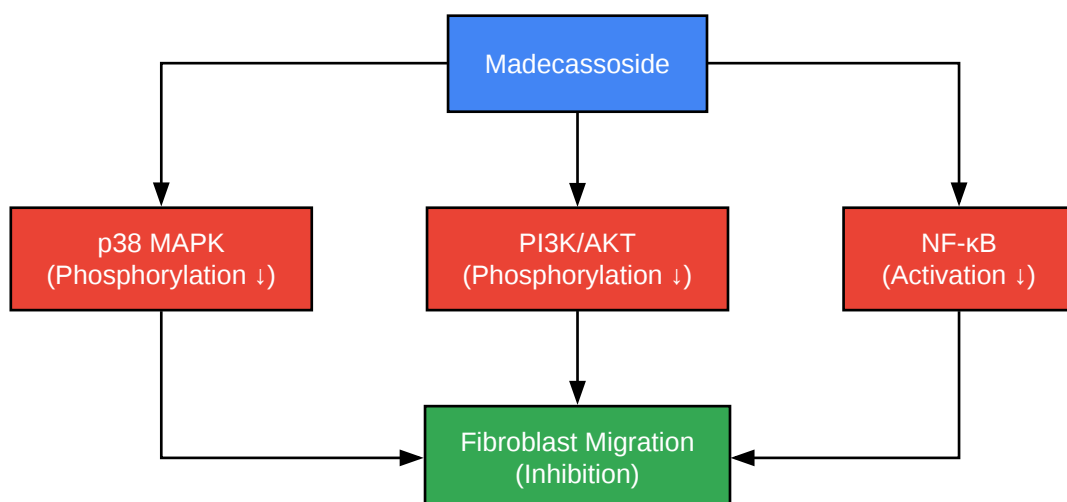 Madecassoside
p38 MAPK
(Phosphorylation ↓)
PI3K/AKT
(Phosphorylation ↓)
NF-κB
(Activation ↓)
Fibroblast Migration
(Inhibition)